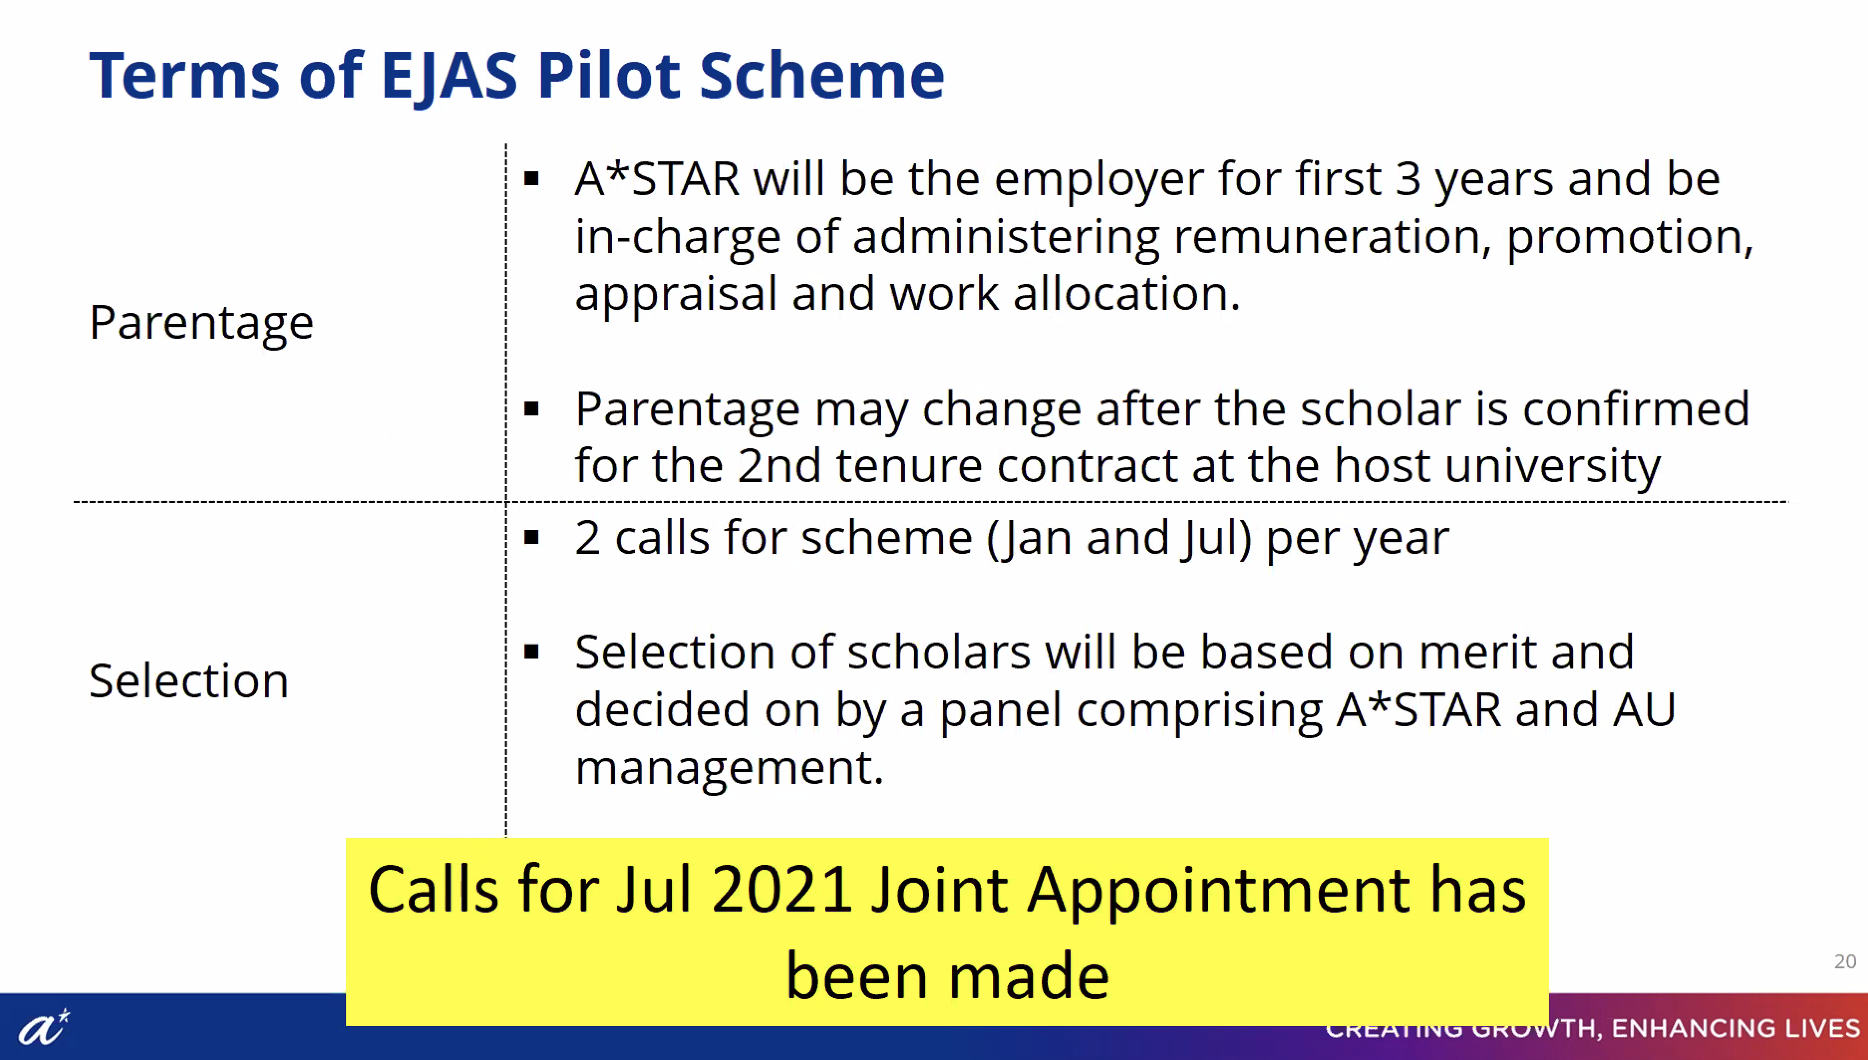 Terms of EJAS Pilot Scheme
Parentage
▪ A*STAR will be the employer for first 3 years and be
in-charge of administering remuneration, promotion,
appraisal and work allocation.
▪ Parentage may change after the scholar is confirmed
for the 2nd tenure contract at the host university
Selection
▪ 2 calls for scheme (Jan and Jul) per year
▪ Selection of scholars will be based on merit and
decided on by a panel comprising A*STAR and AU
management.
Calls for Jul 2021 Joint Appointment has
been made
20
a*
CREATING GROWTH, ENHANCING LIVES